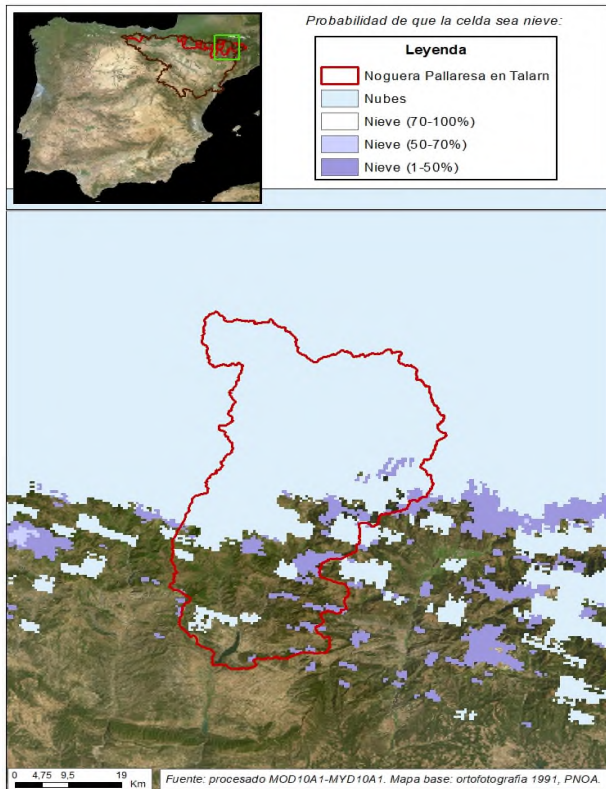 Probabilidad de que la celda sea nieve:
Leyenda
Noguera Pallaresa en Talarn
Nubes
Nieve (70-100%)
Nieve (50-70%)
Nieve (1-50%)
0 4,75 9,5 19
Km
Fuente: procesado MOD10A1-MYD10A1. Mapa base: ortofotografia 1991, PNOA.